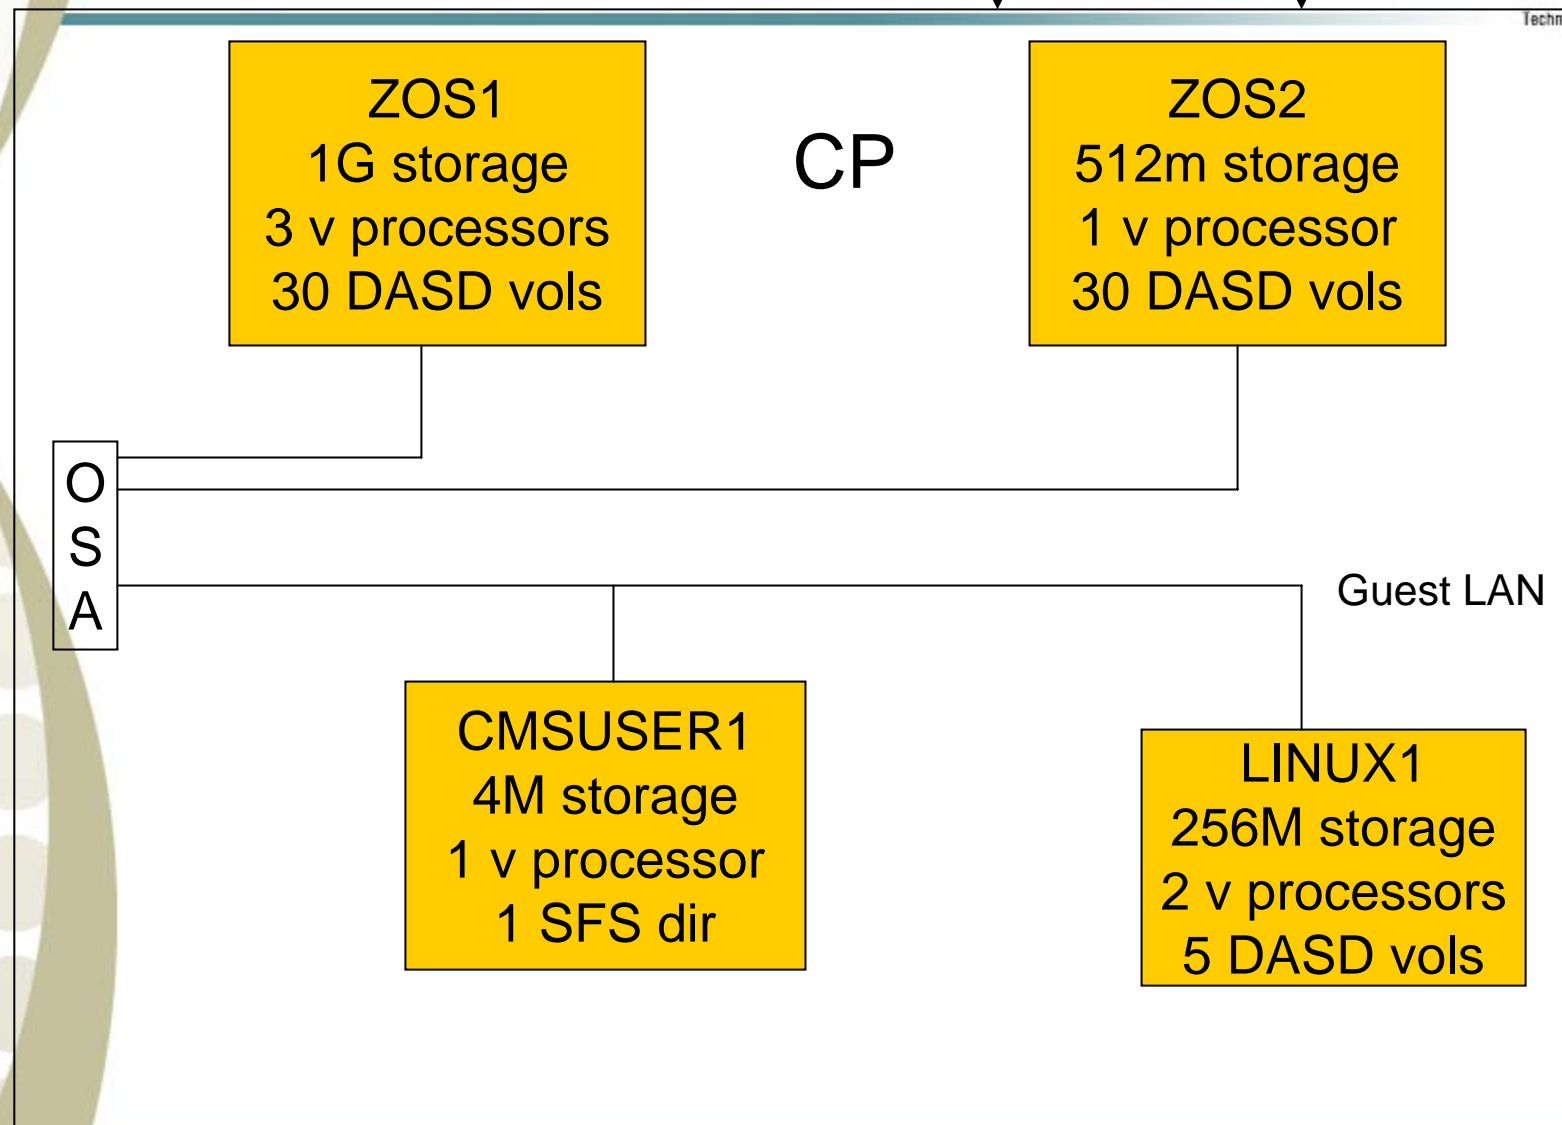 Techn
ZOS1
1G storage
3 v processors
30 DASD vols
CP
ZOS2
512m storage
1 v processor
30 DASD vols
O
S
A
Guest LAN
CMSUSER1
4M storage
1 v processor
1 SFS dir
LINUX1
256M storage
2 v processors
5 DASD vols